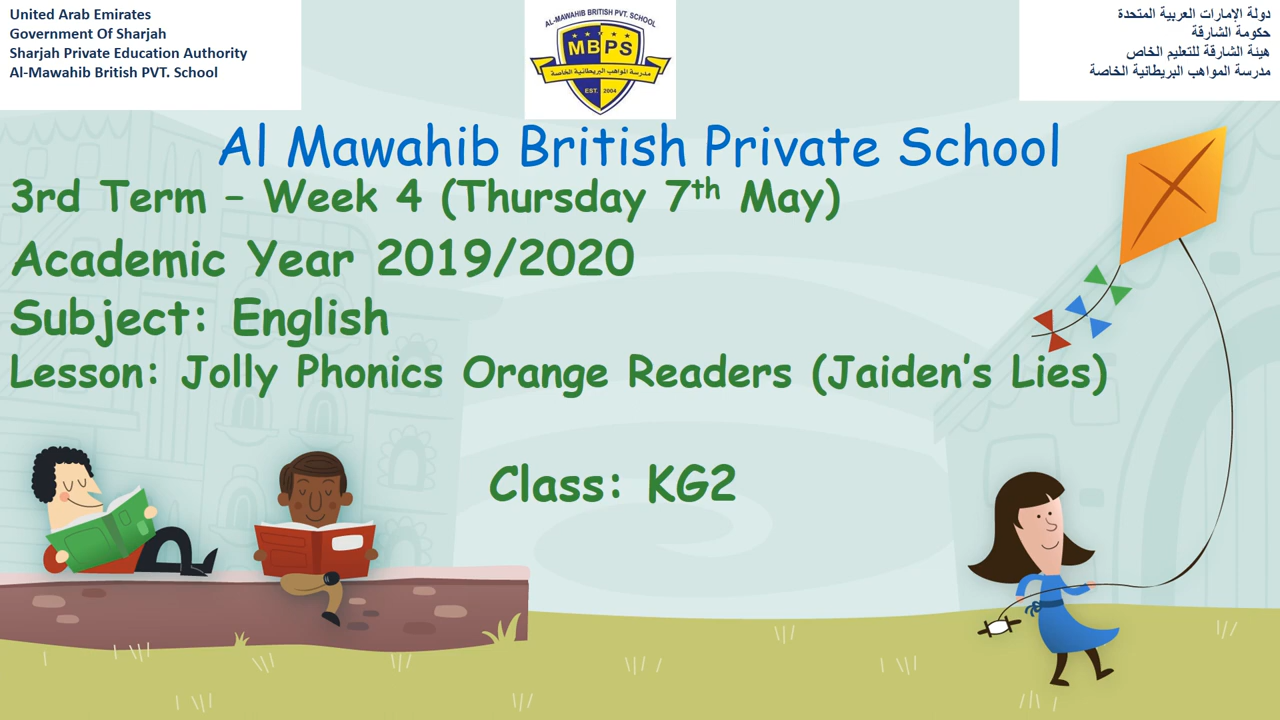 United Arab Emirates
Government Of Sharjah
Sharjah Private Education Authority
Al-Mawahib British PVT. School
AL-MAWAHIB BRITISH PVT. SCHOOL
MBPS
مدرسة المواهب البريطانية الخاصة
EST. 2004
دولة الإمارات العربية المتحدة
حكومة الشارقة
هيئة الشارقة للتعليم الخاص
مدرسة المواهب البريطانية الخاصة
Al Mawahib British Private School
3rd Term – Week 4 (Thursday 7th May)
Academic Year 2019/2020
Subject: English
Lesson: Jolly Phonics Orange Readers (Jaiden’s Lies)
Class: KG2